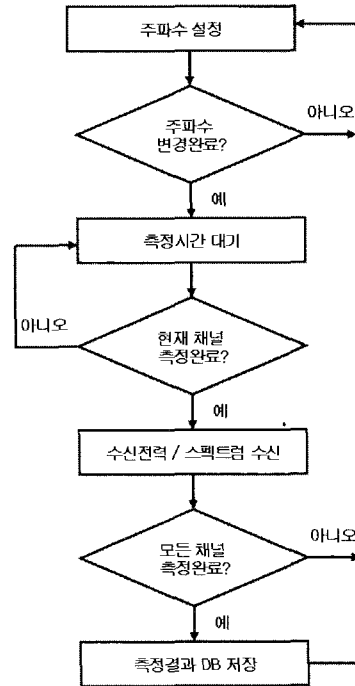 주파수 설정
주파수
변경완료?
아니오
예
측정시간 대기
아니오
현재 채널
측정완료?
예
수신전력 / 스펙트럼 수신
모든 채널
측정완료?
아니오
예
측정결과 DB 저장